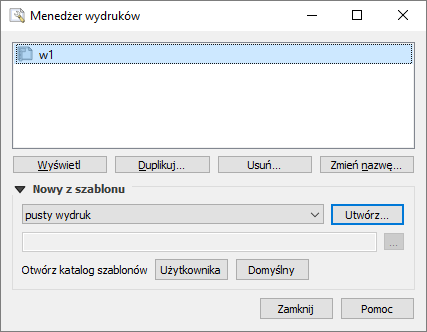 Menedżer wydruków
w1
Wyświetl Duplikuj... Usuń... Zmień nazwę...
Nowy z szablonu
pusty wydruk Utwórz...
...
Otwórz katalog szablonów Użytkownika Domyślny
Zamknij Pomoc